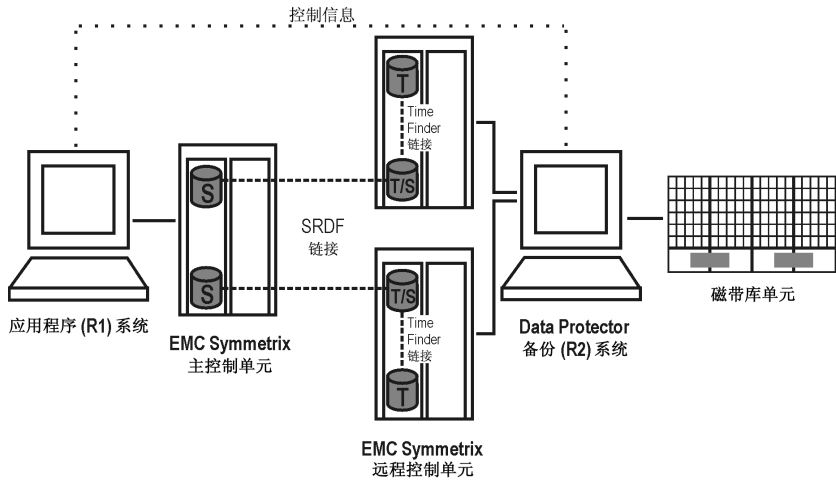 控制信息
T
Time
Finder
链接
T/S
S
SRDF
链接
S
T/S
Time
Finder
链接
T
应用程序 (R1) 系统
EMC Symmetrix
主控制单元
EMC Symmetrix
远程控制单元
Data Protector
备份 (R2) 系统
磁带库单元